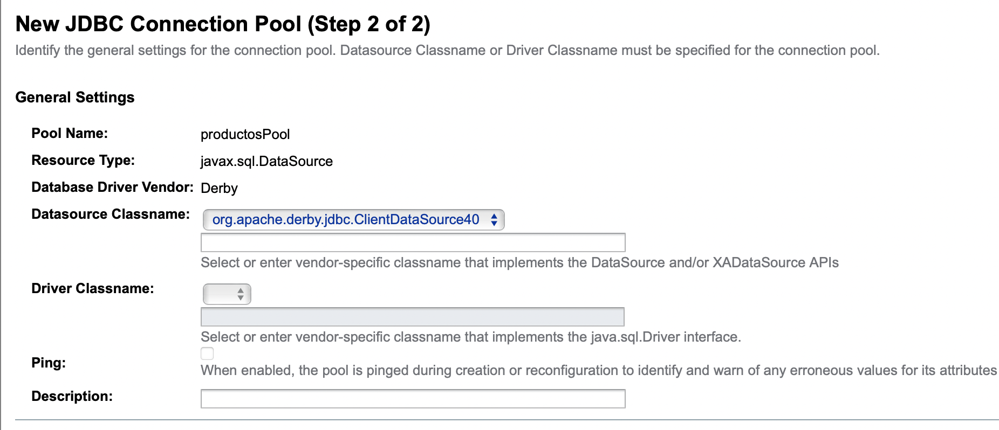 New JDBC Connection Pool (Step 2 of 2)
Identify the general settings for the connection pool. Datasource Classname or Driver Classname must be specified for the connection pool.
General Settings
Pool Name: productosPool
Resource Type: javax.sql.DataSource
Database Driver Vendor: Derby
Datasource Classname: org.apache.derby.jdbc.ClientDataSource40
Select or enter vendor-specific classname that implements the DataSource and/or XADataSource APIs
Driver Classname:
Select or enter vendor-specific classname that implements the java.sql.Driver interface.
Ping:
When enabled, the pool is pinged during creation or reconfiguration to identify and warn of any erroneous values for its attributes
Description: